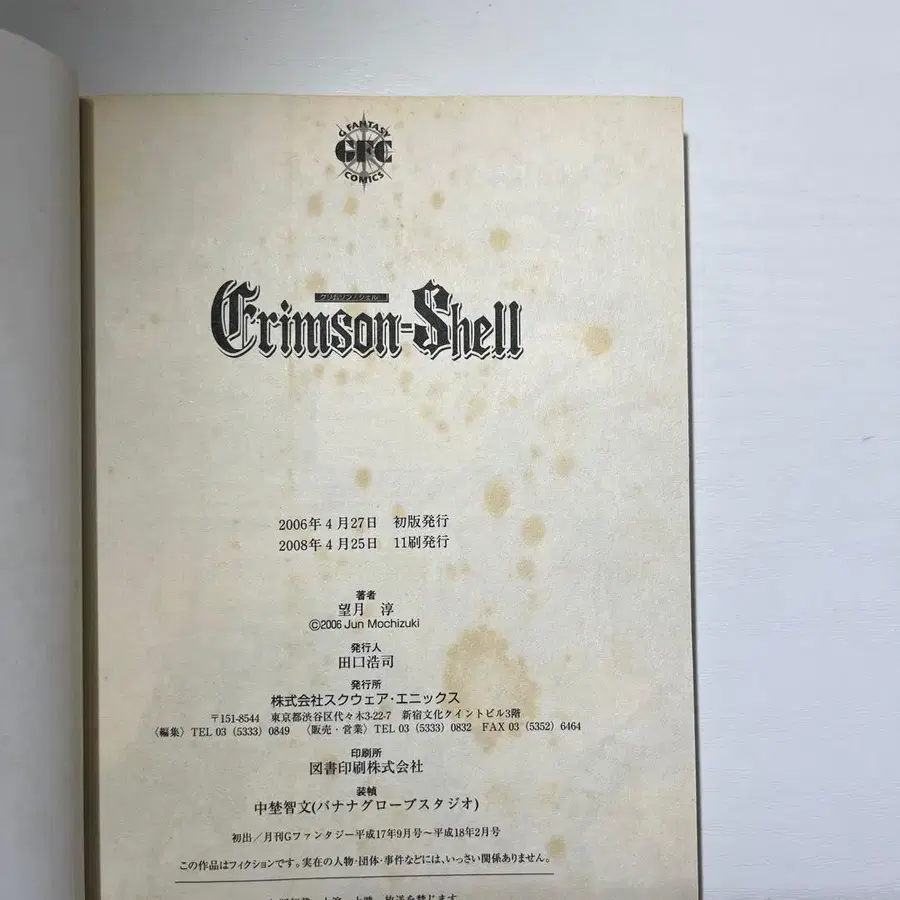 G FANTASY
GFC
COMICS
クリムゾン・シェル
Crimson-Shell
2006年4月27日 初版発行
2008年4月25日 11刷発行
著者
望月 淳
©2006 Jun Mochizuki
発行人
田口浩司
発行所
株式会社スクウェア・エニックス
〒151-8544 東京都渋谷区代々木3-22-7 新宿文化クイントビル3階
〈編集〉TEL 03 (5333) 0849 〈販売・営業〉TEL 03 (5333) 0832 FAX 03 (5352) 6464
印刷所
図書印刷株式会社
装幀
中埜智文(バナナグローブスタジオ)
初出／月刊Gファンタジー平成17年9月号〜平成18年2月号
この作品はフィクションです。実在の人物・団体・事件などには、いっさい関係ありません。